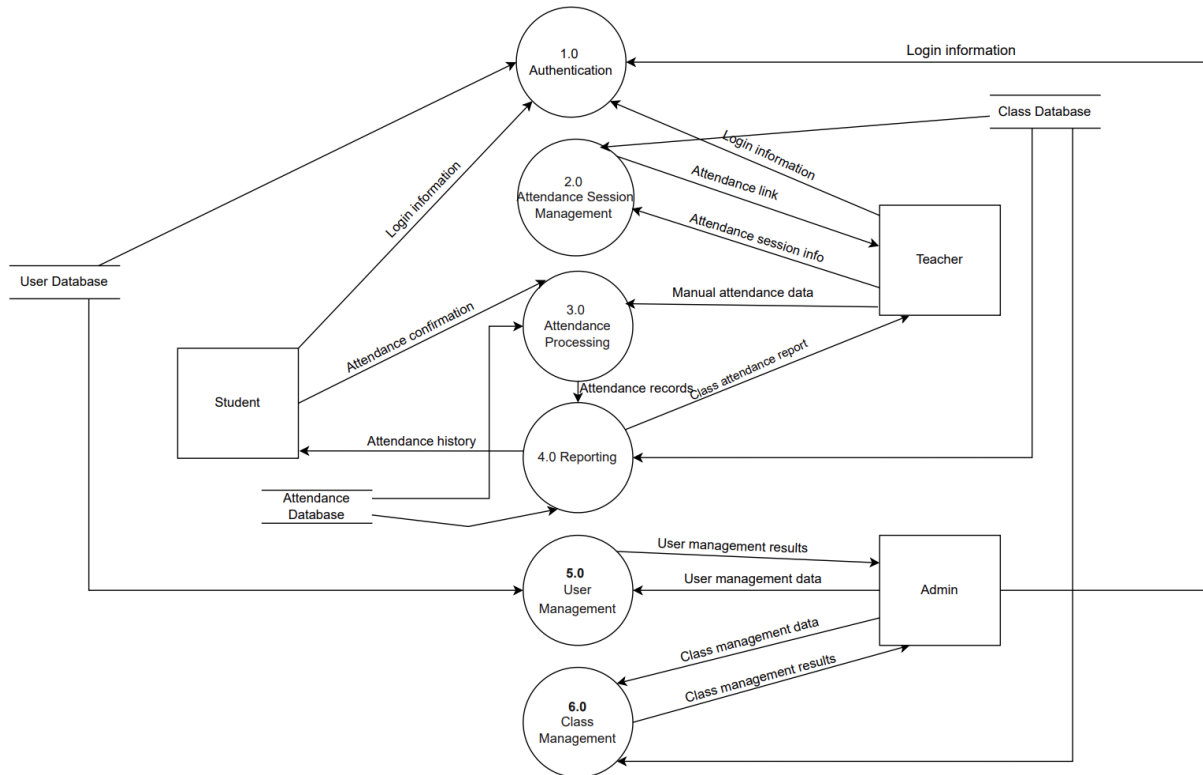 1.0
Authentication
Login information
Class Database
Login information
2.0
Attendance Session
Management
Attendance link
Attendance session info
Login information
User Database
Teacher
Manual attendance data
3.0
Attendance
Processing
Attendance confirmation
Student
Attendance records
Class attendance report
Attendance history
4.0 Reporting
Attendance
Database
User management results
5.0
User
Management
User management data
Admin
Class management data
Class management results
6.0
Class
Management